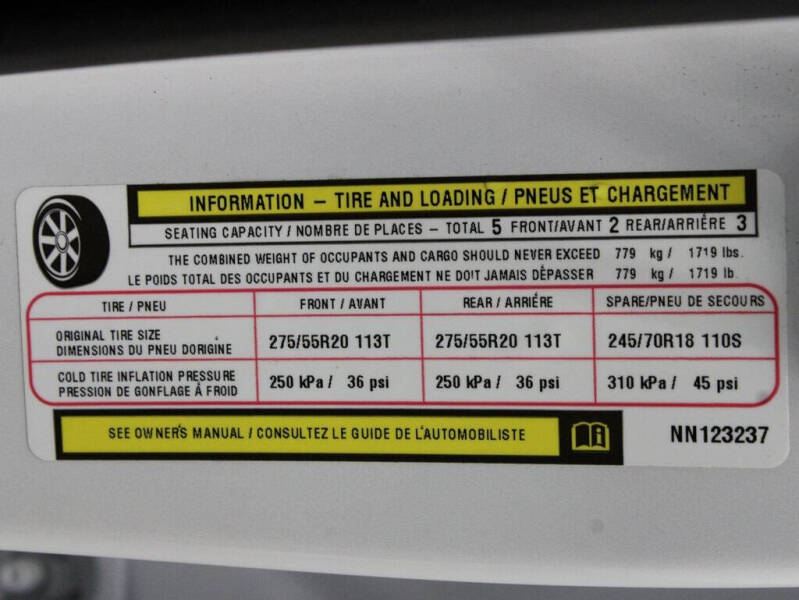 INFORMATION – TIRE AND LOADING / PNEUS ET CHARGEMENT
SEATING CAPACITY / NOMBRE DE PLACES – TOTAL 5 FRONT/AVANT 2 REAR/ARRIÈRE 3
THE COMBINED WEIGHT OF OCCUPANTS AND CARGO SHOULD NEVER EXCEED 779 kg / 1719 lbs.
LE POIDS TOTAL DES OCCUPANTS ET DU CHARGEMENT NE DOIT JAMAIS DÉPASSER 779 kg / 1719 lb.
TIRE / PNEU FRONT / AVANT REAR / ARRIÉRE SPARE/PNEU DE SECOURS
ORIGINAL TIRE SIZE
DIMENSIONS DU PNEU D'ORIGINE 275/55R20 113T 275/55R20 113T 245/70R18 110S
COLD TIRE INFLATION PRESSURE
PRESSION DE GONFLAGE À FROID 250 kPa / 36 psi 250 kPa / 36 psi 310 kPa / 45 psi
SEE OWNER'S MANUAL / CONSULTEZ LE GUIDE DE L'AUTOMOBILISTE
NN123237